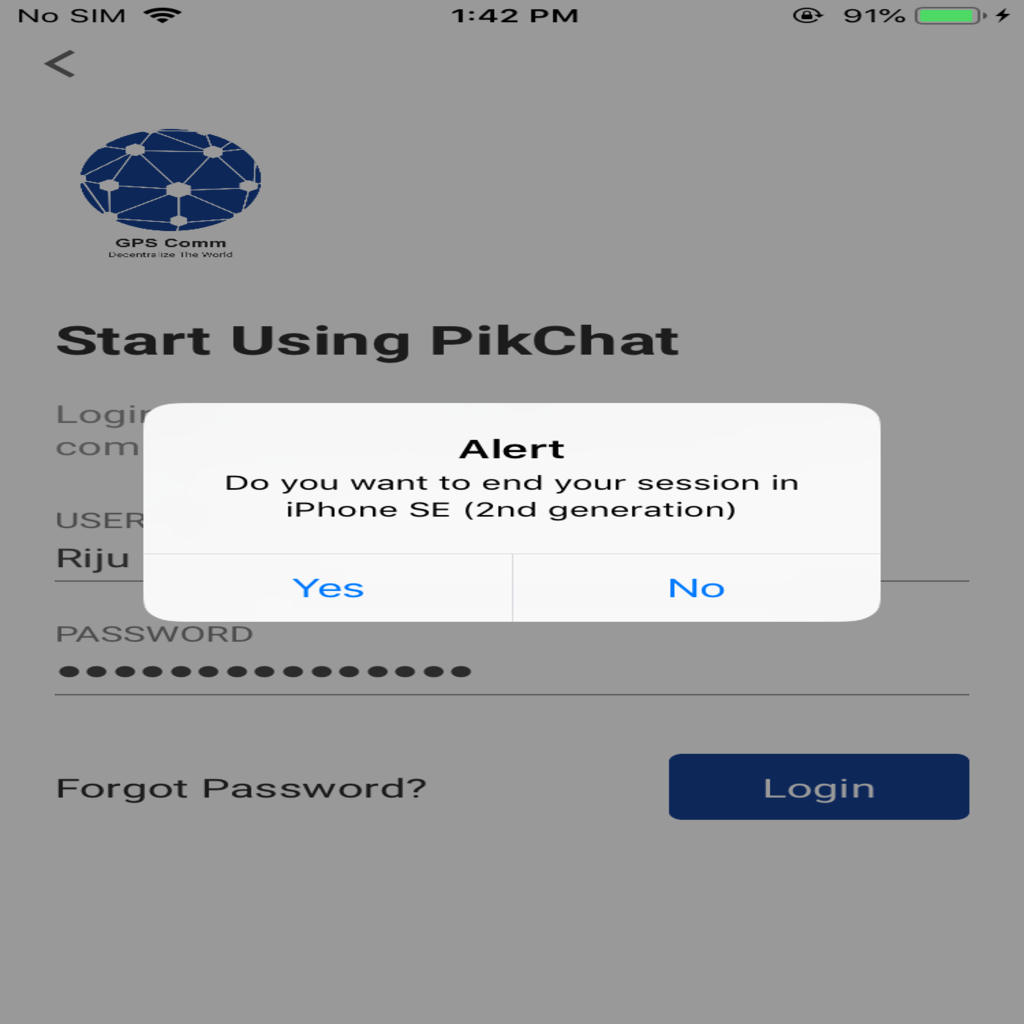 No SIM 1:42 PM 91%
GPS Comm
Decentralize The World
Start Using PikChat
Login
com
Alert
Do you want to end your session in
iPhone SE (2nd generation)
USER
Riju
Yes No
PASSWORD
Forgot Password? Login